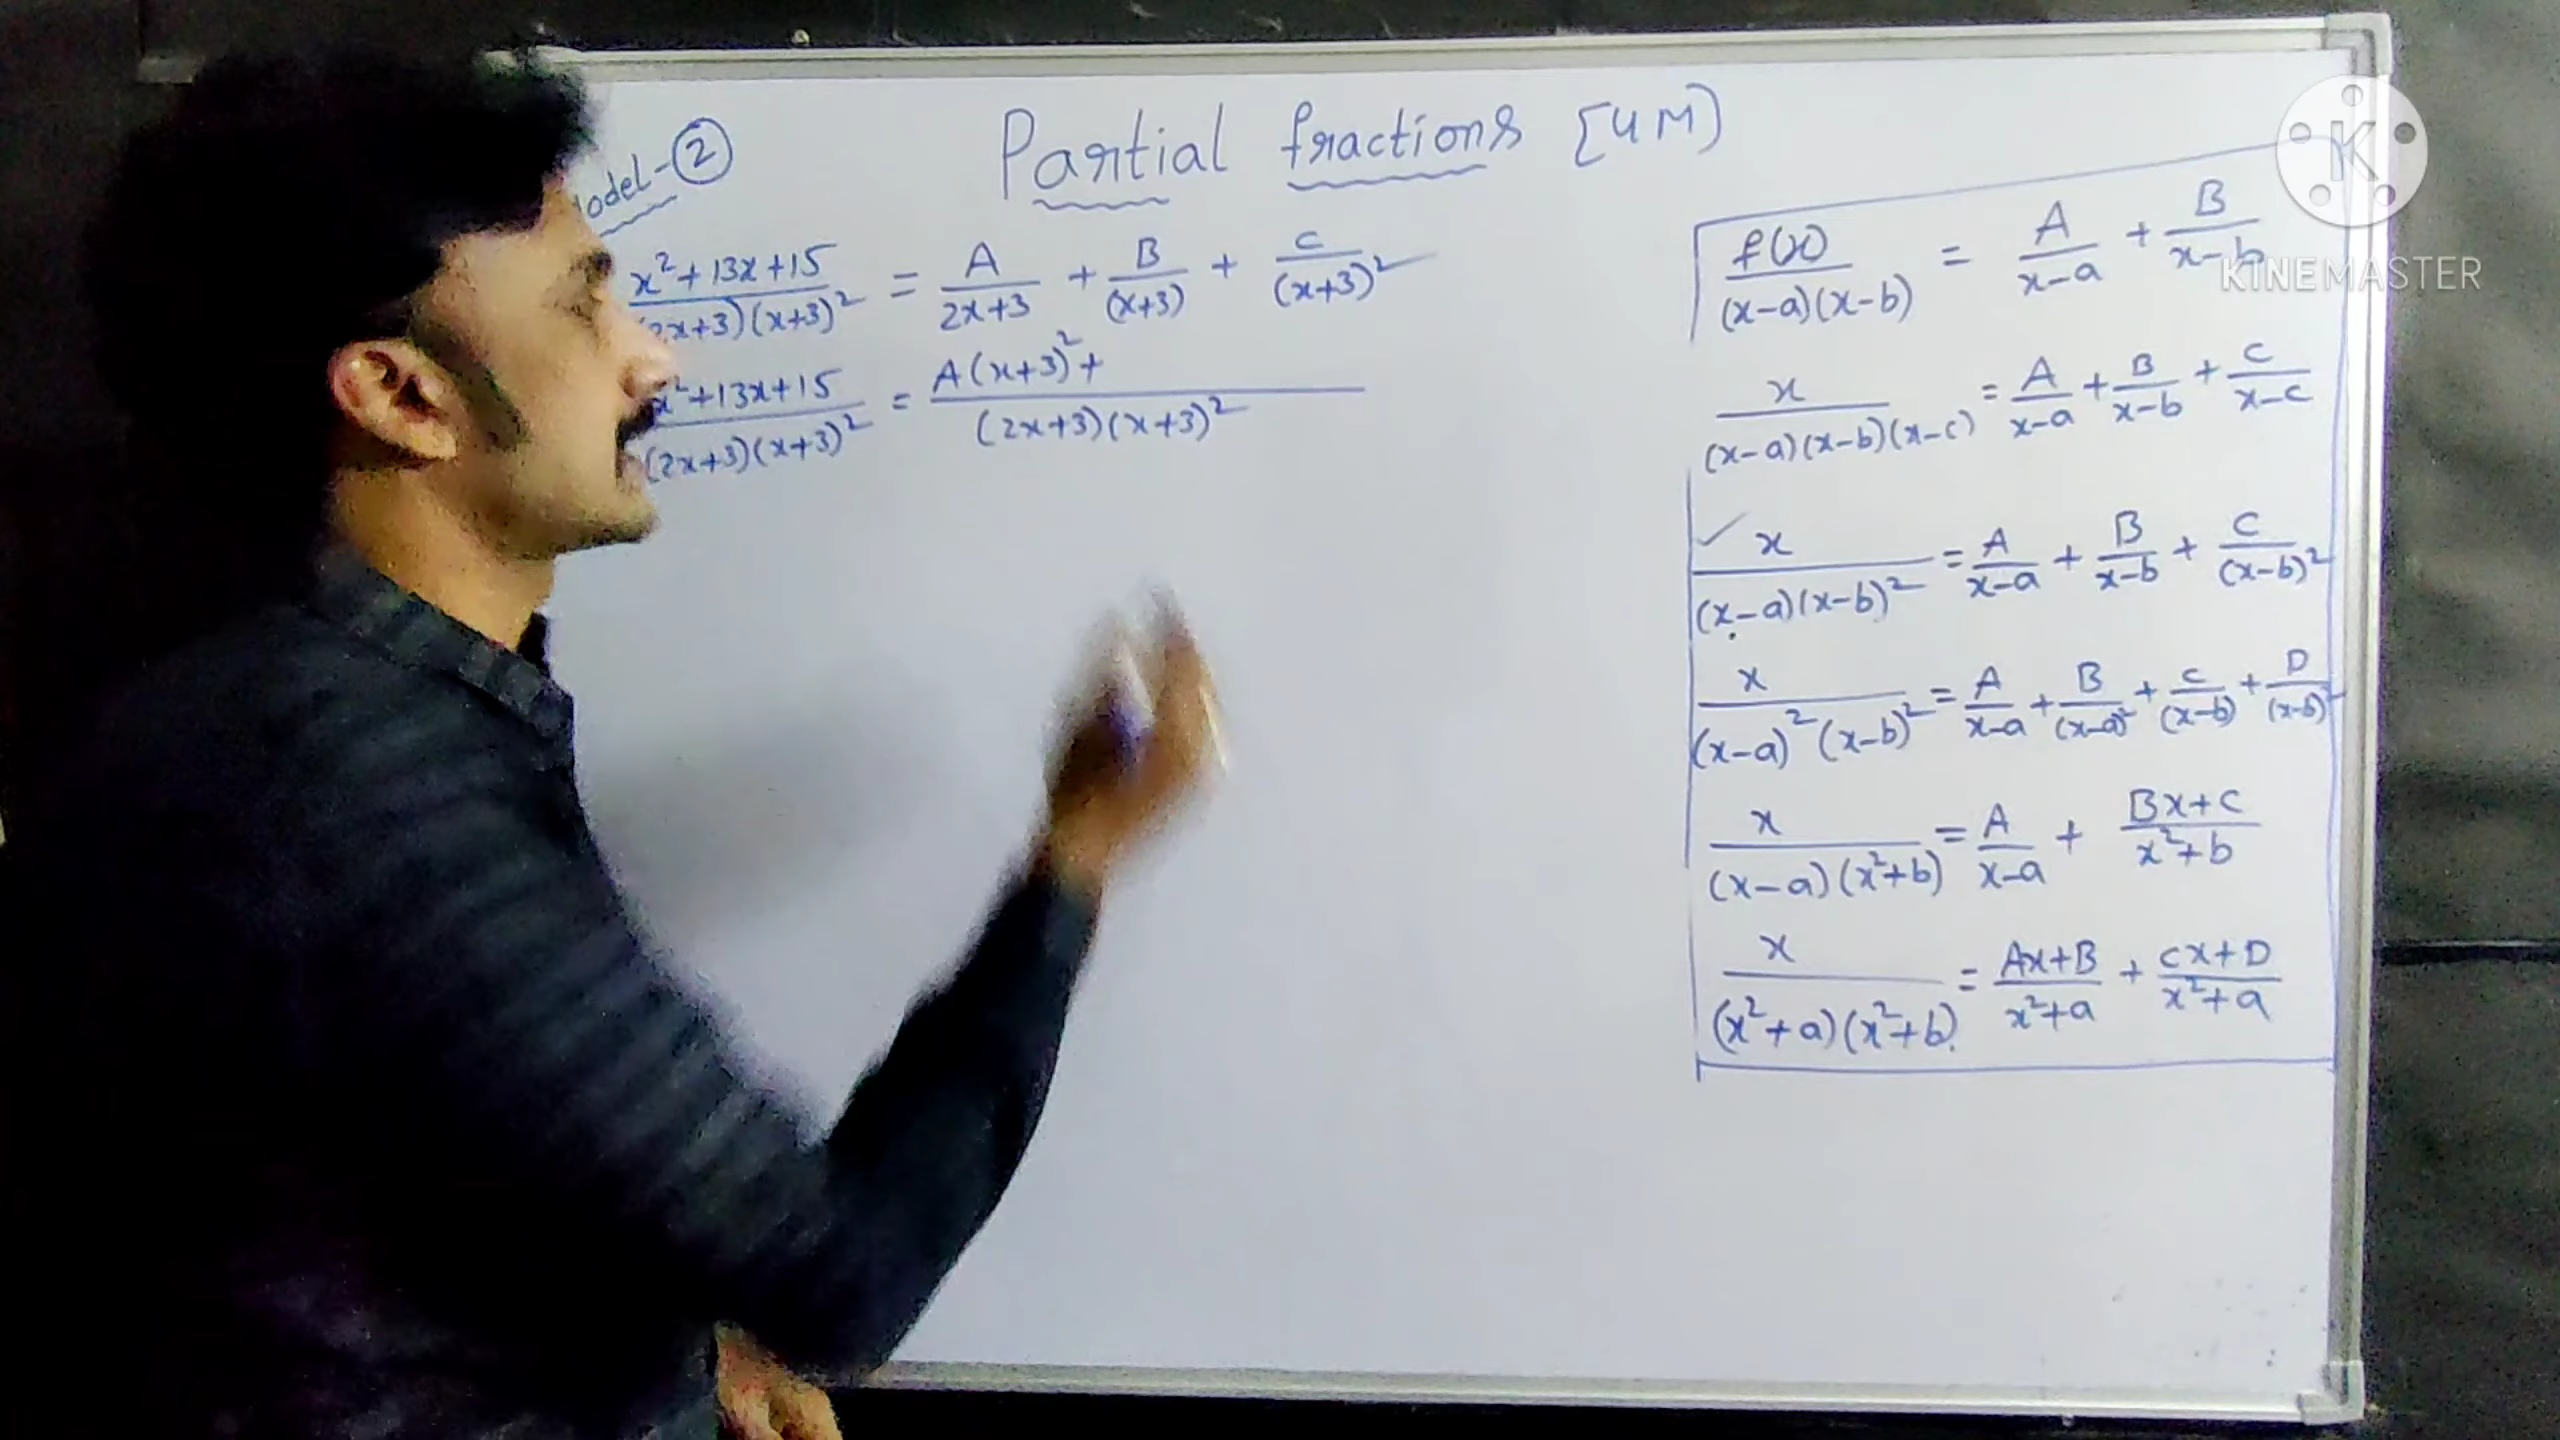 Partial fractions [4M]
Model-②
x²+13x+15 / (2x+3)(x+3)² = A/2x+3 + B/(x+3) + C/(x+3)²
x²+13x+15 / (2x+3)(x+3)² = A(x+3)²+ / (2x+3)(x+3)²
f(x) / (x-a)(x-b) = A/x-a + B/x-b
x / (x-a)(x-b)(x-c) = A/x-a + B/x-b + C/x-c
✓ x / (x-a)(x-b)² = A/x-a + B/x-b + C/(x-b)²
x / (x-a)²(x-b)² = A/x-a + B/(x-a)² + C/(x-b) + D/(x-b)²
x / (x-a)(x²+b) = A/x-a + Bx+C/x²+b
x / (x²+a)(x²+b) = Ax+B/x²+a + Cx+D/x²+a
K
KINEMASTER